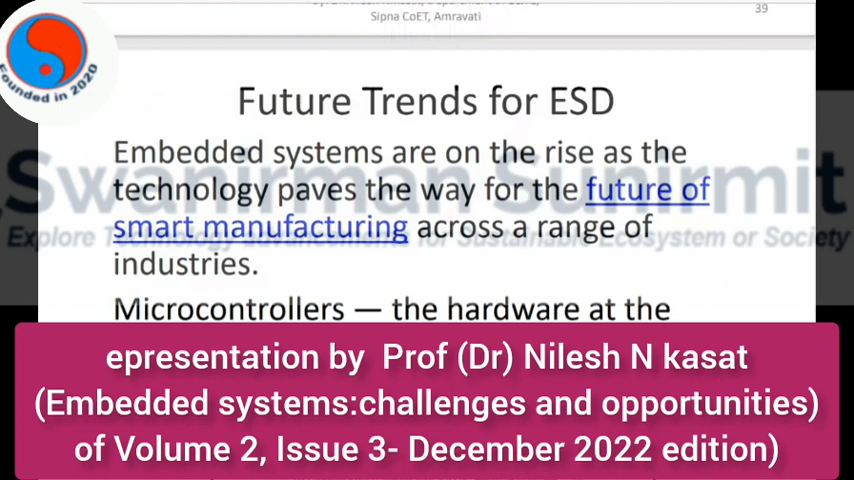 Sipna CoET, Amravati
39
Founded in 2020
Future Trends for ESD
Embedded systems are on the rise as the
technology paves the way for the future of
smart manufacturing across a range of
industries.
Microcontrollers — the hardware at the
Swanirman Sunirmit
Explore Technology advancements for Sustainable Ecosystem or Society
epresentation by Prof (Dr) Nilesh N kasat
(Embedded systems:challenges and opportunities)
of Volume 2, Issue 3- December 2022 edition)